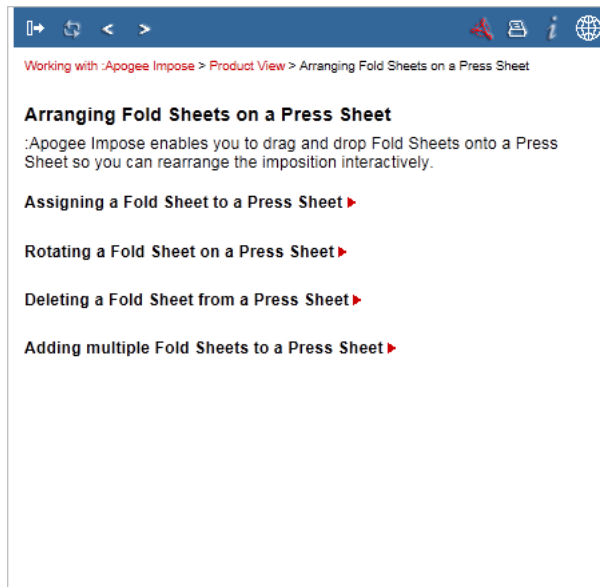 Working with :Apogee Impose > Product View > Arranging Fold Sheets on a Press Sheet
Arranging Fold Sheets on a Press Sheet
:Apogee Impose enables you to drag and drop Fold Sheets onto a Press
Sheet so you can rearrange the imposition interactively.
Assigning a Fold Sheet to a Press Sheet
Rotating a Fold Sheet on a Press Sheet
Deleting a Fold Sheet from a Press Sheet
Adding multiple Fold Sheets to a Press Sheet